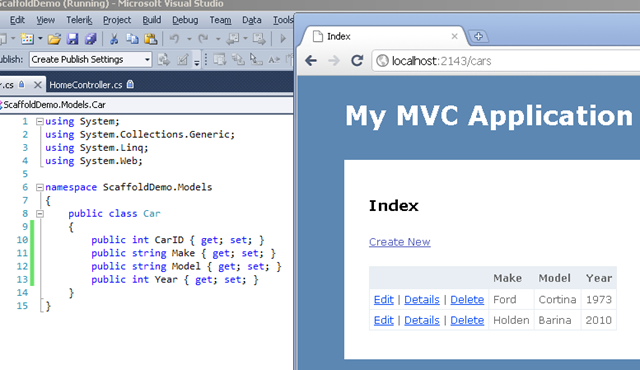 ScaffoldDemo (Running) - Microsoft Visual Studio
Edit View Telerik Project Build Debug Team Data Tools
Publish: Create Publish Settings
r.cs HomeController.cs
ScaffoldDemo.Models.Car
1 using System;
2 using System.Collections.Generic;
3 using System.Linq;
4 using System.Web;
5
6 namespace ScaffoldDemo.Models
7 {
8 public class Car
9 {
10 public int CarID { get; set; }
11 public string Make { get; set; }
12 public string Model { get; set; }
13 public int Year { get; set; }
14 }
15 }
Index
localhost:2143/cars
My MVC Application
Index
Create New
Make Model Year
Edit | Details | Delete Ford Cortina 1973
Edit | Details | Delete Holden Barina 2010